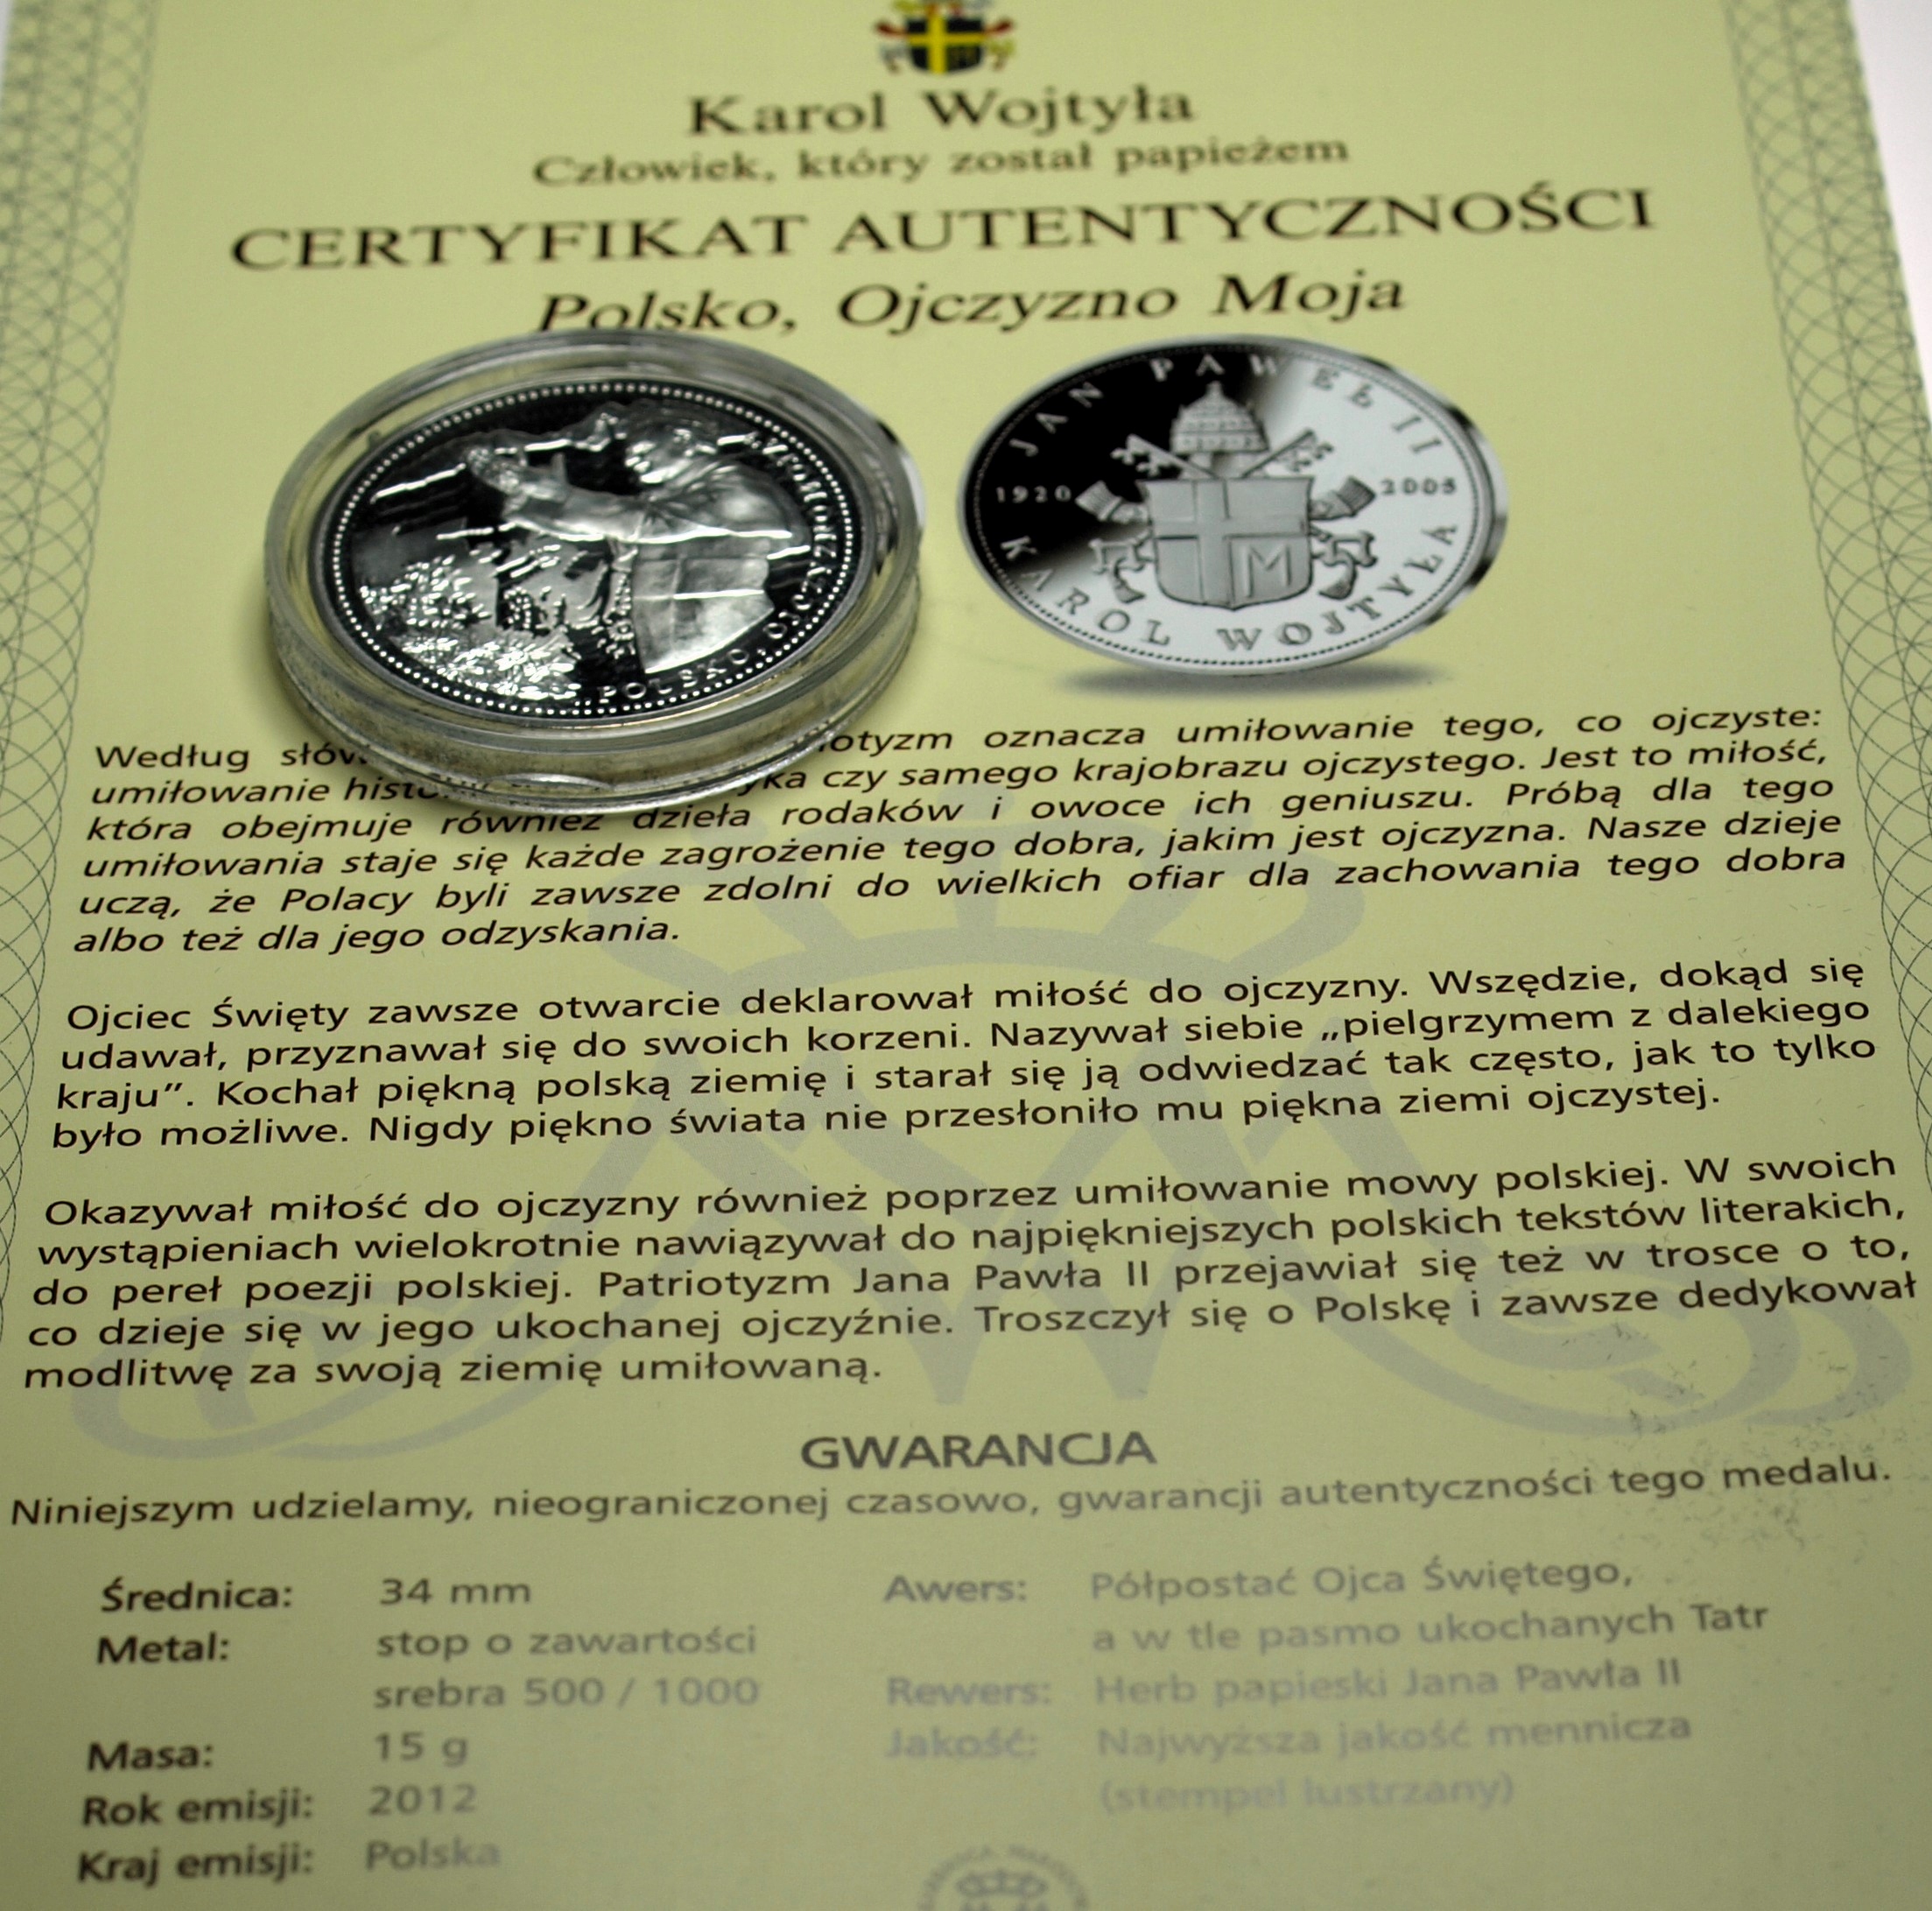 Karol Wojtyła
Człowiek, który został papieżem
CERTYFIKAT AUTENTYCZNOŚCI
Polsko, Ojczyzno Moja
JAN PAWEŁ II
1920 2005
KAROL WOJTYŁA
M
„POLSKO, OJ
Według słów
oznacza umiłowanie tego, co ojczyste:
umiłowanie czy samego krajobrazu ojczystego. Jest to miłość,
która obejmuje również dzieła rodaków i owoce ich geniuszu. Próbą dla tego
umiłowania staje się każde zagrożenie tego dobra, jakim jest ojczyzna. Nasze dzieje
uczą, że Polacy byli zawsze zdolni do wielkich ofiar dla zachowania tego dobra
albo też dla jego odzyskania.
Ojciec Święty zawsze otwarcie deklarował miłość do ojczyzny. Wszędzie, dokąd się
udawał, przyznawał się do swoich korzeni. Nazywał siebie „pielgrzymem z dalekiego
kraju”. Kochał piękną polską ziemię i starał się ją odwiedzać tak często, jak to tylko
było możliwe. Nigdy piękno świata nie przesłoniło mu piękna ziemi ojczystej.
Okazywał miłość do ojczyzny również poprzez umiłowanie mowy polskiej. W swoich
wystąpieniach wielokrotnie nawiązywał do najpiękniejszych polskich tekstów literakich,
do pereł poezji polskiej. Patriotyzm Jana Pawła II przejawiał się też w trosce o to,
co dzieje się w jego ukochanej ojczyźnie. Troszczył się o Polskę i zawsze dedykował
modlitwę za swoją ziemię umiłowaną.
GWARANCJA
Niniejszym udzielamy, nieograniczonej czasowo, gwarancji autentyczności tego medalu.
Średnica: 34 mm
Metal: stop o zawartości
srebra 500 / 1000
Masa: 15 g
Rok emisji: 2012
Kraj emisji: Polska
Awers: Półpostać Ojca Świętego,
a w tle pasmo ukochanych Tatr
Rewers: Herb papieski Jana Pawła II
Jakość: Najwyższa jakość mennicza
(stempel lustrzany)